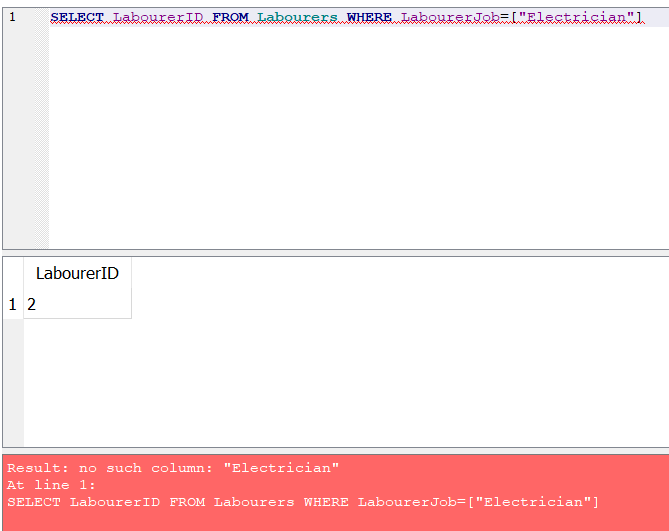 1 SELECT LabourerID FROM Labourers WHERE LabourerJob=["Electrician"]
LabourerID
1 2
Result: no such column: "Electrician"
At line 1:
SELECT LabourerID FROM Labourers WHERE LabourerJob=["Electrician"]